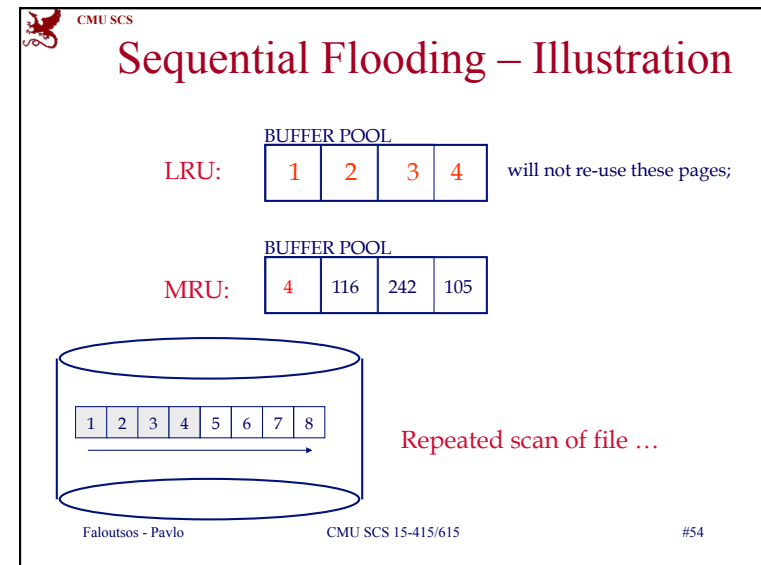 CMU SCS
Sequential Flooding – Illustration
BUFFER POOL
LRU: 1 2 3 4 will not re-use these pages;
BUFFER POOL
MRU: 4 116 242 105
1 2 3 4 5 6 7 8
Repeated scan of file …
Faloutsos - Pavlo CMU SCS 15-415/615 #54